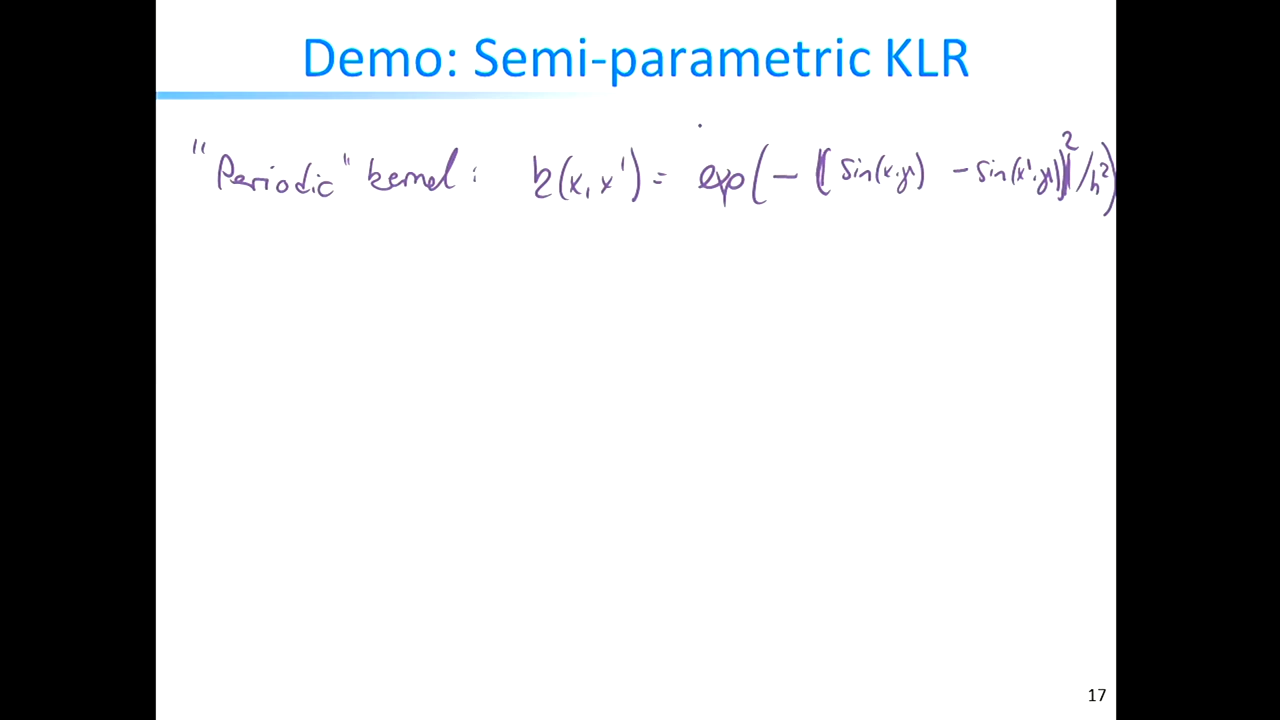 Demo: Semi-parametric KLR
"Periodic" kernel: k(x, x') = exp(- (sin(x·γ) - sin(x'·γ))²/h²)
17